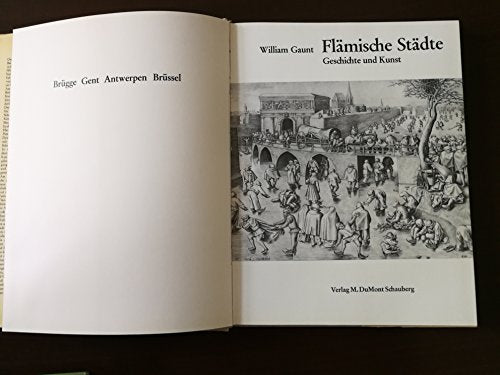 Brügge Gent Antwerpen Brüssel
William Gaunt Flämische Städte
Geschichte und Kunst
Verlag M. DuMont Schauberg